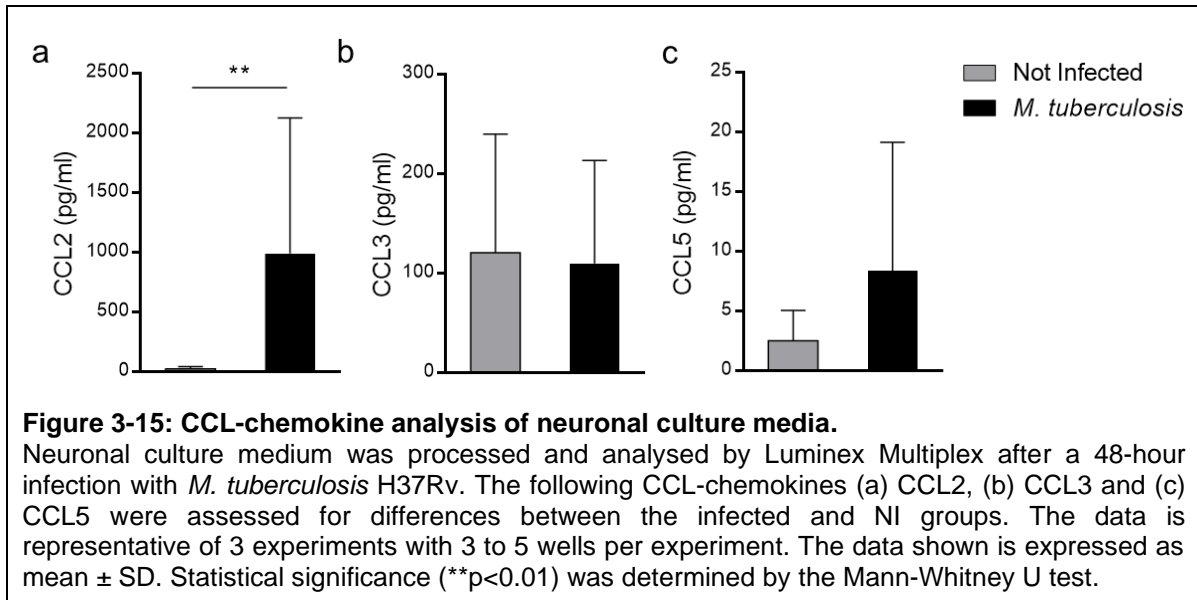 a
b
c
**
2500
2000
1500
1000
500
0
CCL2 (pg/ml)
300
200
100
0
CCL3 (pg/ml)
25
20
15
10
5
0
CCL5 (pg/ml)
Not Infected
M. tuberculosis
Figure 3-15: CCL-chemokine analysis of neuronal culture media.
Neuronal culture medium was processed and analysed by Luminex Multiplex after a 48-hour
infection with M. tuberculosis H37Rv. The following CCL-chemokines (a) CCL2, (b) CCL3 and (c)
CCL5 were assessed for differences between the infected and NI groups. The data is
representative of 3 experiments with 3 to 5 wells per experiment. The data shown is expressed as
mean ± SD. Statistical significance (**p<0.01) was determined by the Mann-Whitney U test.